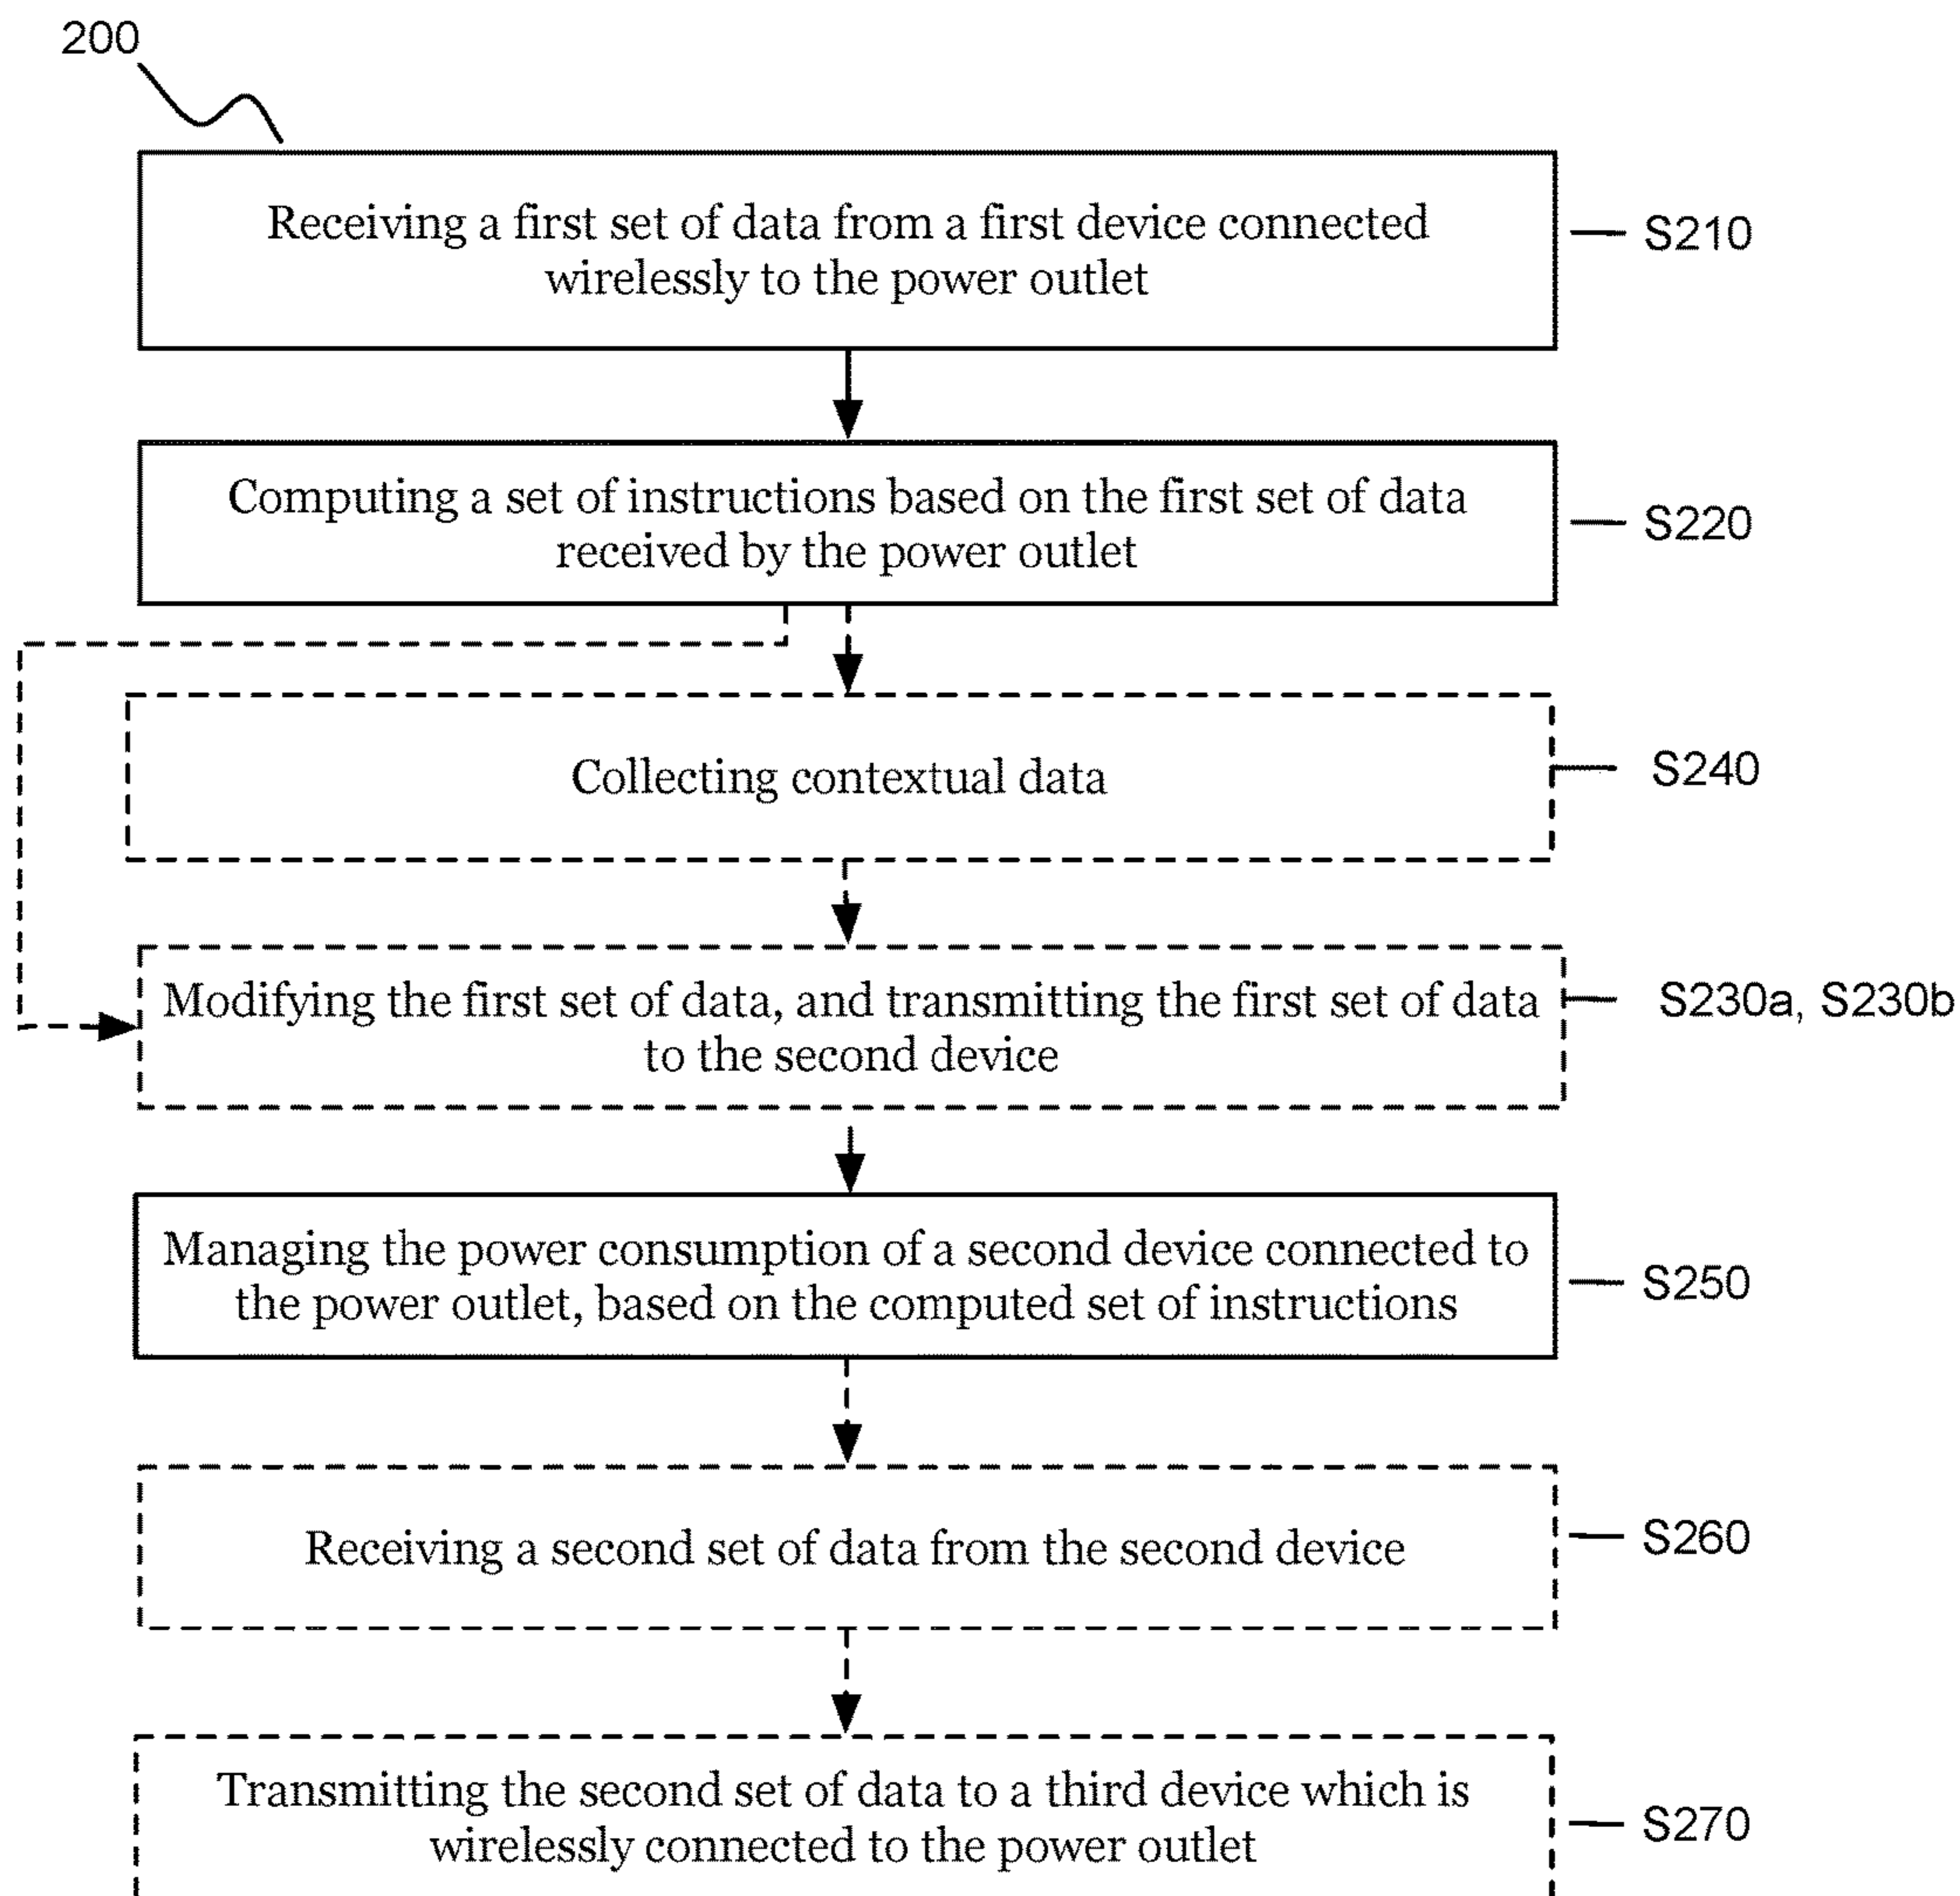 200
Receiving a first set of data from a first device connected
wirelessly to the power outlet
S210
Computing a set of instructions based on the first set of data
received by the power outlet
S220
Collecting contextual data
S240
Modifying the first set of data, and transmitting the first set of data
to the second device
S230a, S230b
Managing the power consumption of a second device connected to
the power outlet, based on the computed set of instructions
S250
Receiving a second set of data from the second device
S260
Transmitting the second set of data to a third device which is
wirelessly connected to the power outlet
S270